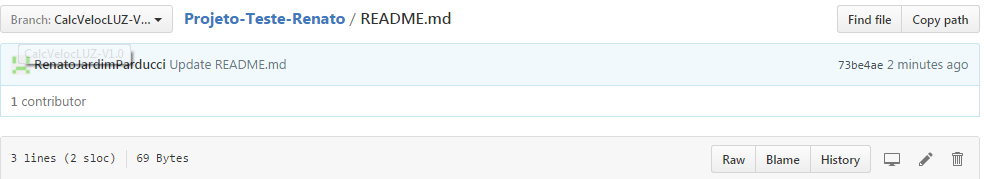 Branch: CalcVelocLUZ-V... Projeto-Teste-Renato / README.md Find file Copy path
CalcVelocLUZ-V1.0
RenatoJardimParducci Update README.md 73be4ae 2 minutes ago
1 contributor
3 lines (2 sloc) 69 Bytes Raw Blame History